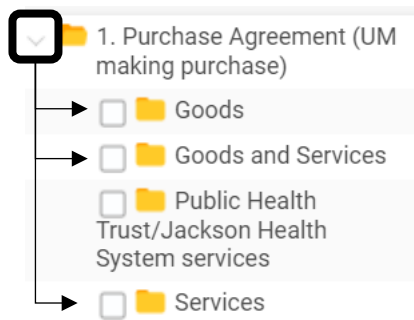 1. Purchase Agreement (UM
making purchase)
Goods
Goods and Services
Public Health
Trust/Jackson Health
System services
Services